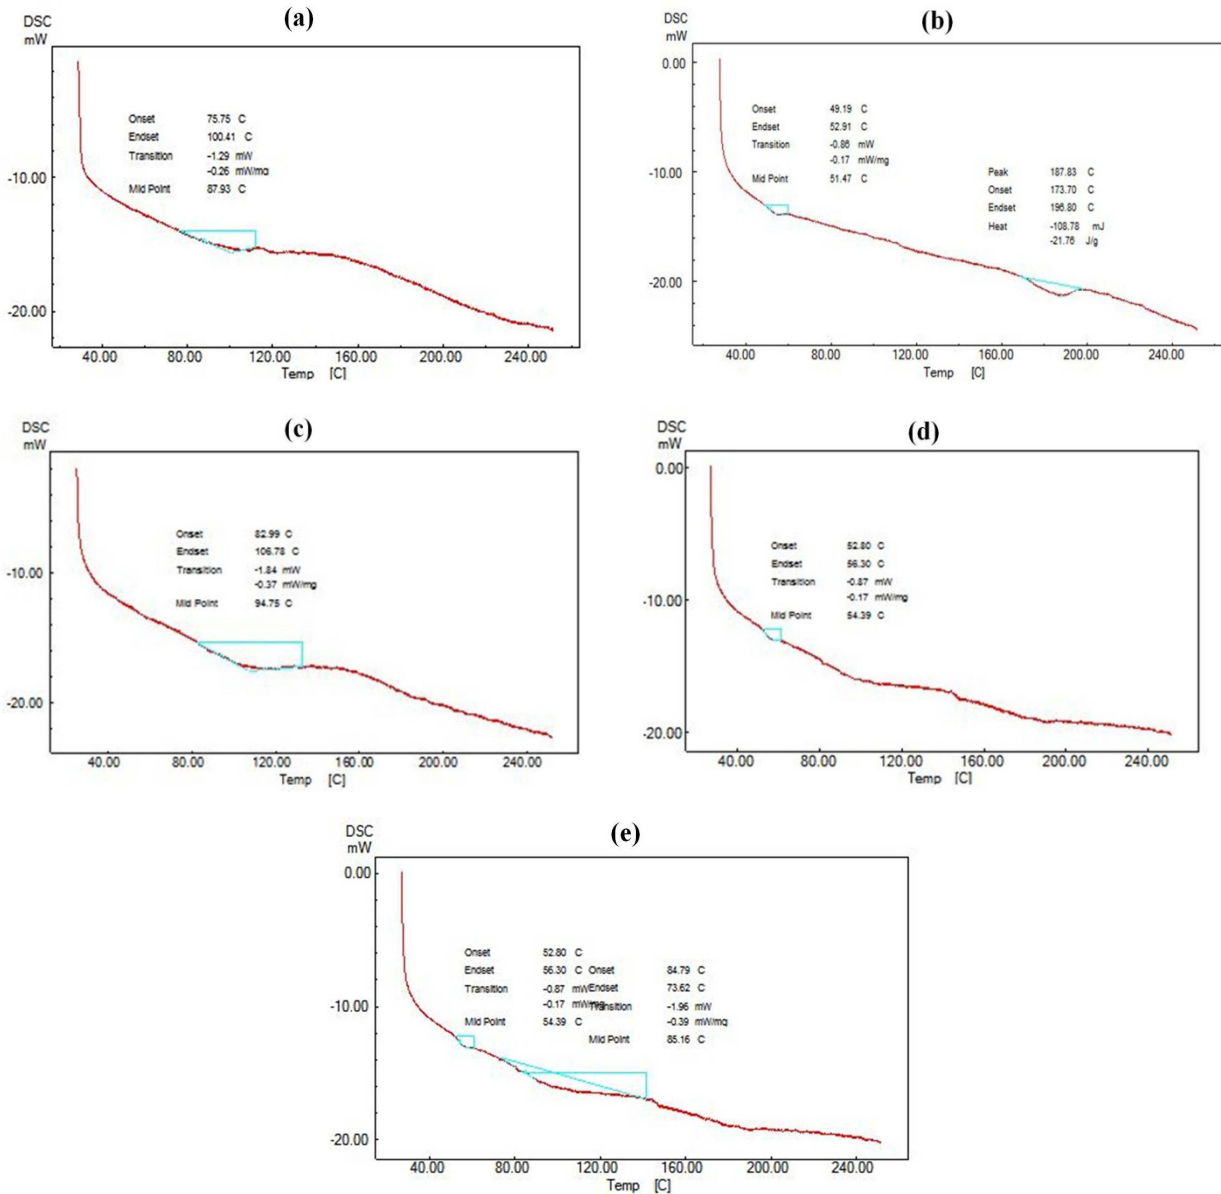 (a)
DSC
mW
Onset 75.75 C
Endset 100.41 C
Transition -1.29 mW
-0.26 mW/mg
Mid Point 87.93 C
-10.00
-20.00
40.00 80.00 120.00 160.00 200.00 240.00
Temp [C]
(b)
DSC
mW
0.00
Onset 49.19 C
Endset 52.91 C
Transition -0.86 mW
-0.17 mW/mg
Mid Point 51.47 C
Peak 187.83 C
Onset 173.70 C
Endset 196.80 C
Heat -108.78 mJ
-21.76 J/g
-10.00
-20.00
40.00 80.00 120.00 160.00 200.00 240.00
Temp [C]
(c)
DSC
mW
Onset 82.99 C
Endset 106.78 C
Transition -1.84 mW
-0.37 mW/mg
Mid Point 94.75 C
-10.00
-20.00
40.00 80.00 120.00 160.00 200.00 240.00
Temp [C]
(d)
DSC
mW
0.00
Onset 52.80 C
Endset 56.30 C
Transition -0.87 mW
-0.17 mW/mg
Mid Point 54.39 C
-10.00
-20.00
40.00 80.00 120.00 160.00 200.00 240.00
Temp [C]
(e)
DSC
mW
0.00
Onset 52.80 C
Endset 56.30 C Onset 84.79 C
Transition -0.87 mW Endset 73.62 C
-0.17 Transition -1.96 mW
-0.39 mW/mg
Mid Point 54.39 C Mid Point 85.16 C
-10.00
-20.00
40.00 80.00 120.00 160.00 200.00 240.00
Temp [C]